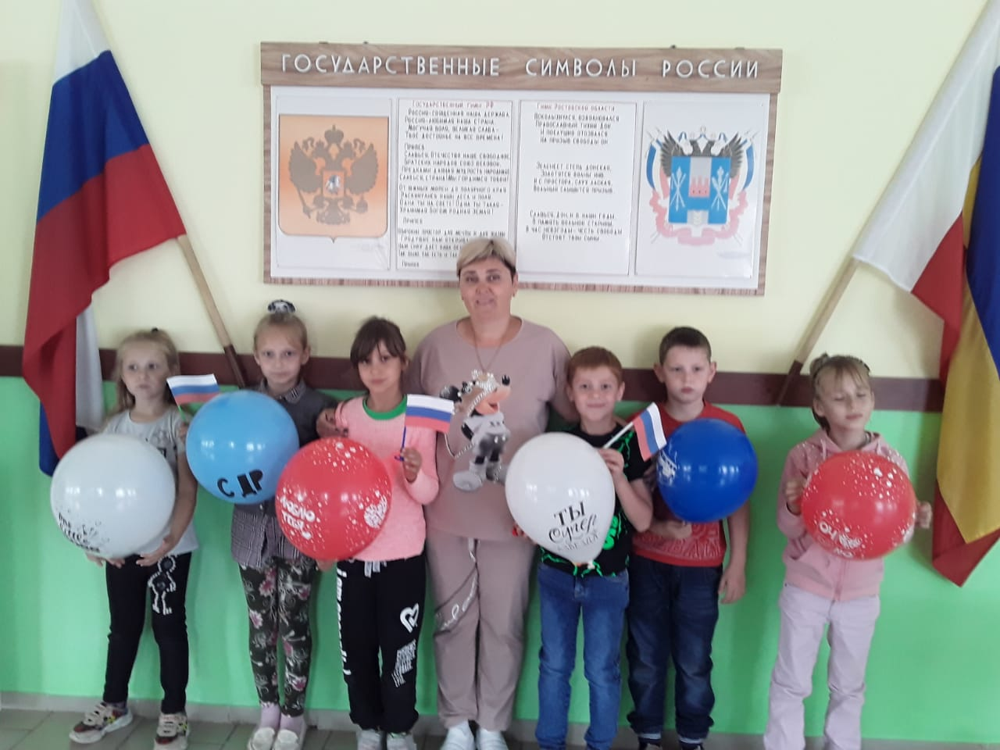 ГОСУДАРСТВЕННЫЕ СИМВОЛЫ РОССИИ
Государственный гимн РФ
Россия-священная наша держава,
Россия-любимая наша страна.
Могучая воля, великая слава-
Твое достоянье на все времена!
Припев
Славься, Отечество наше свободное,
Братских народов союз вековой,
Предками данная мудрость народная!
Славься, страна! Мы гордимся тобой!
От южных морей до полярного края
Раскинулись наши леса и поля.
Одна ты на свете! Одна ты такая-
Хранимая Богом родная земля!
Припев
Широкий простор для мечты и для жизни
Грядущие нам открыва
Нам силу дает наша ве
Так было, так есть и та
Припев
Гимн Ростовской области
Всколыхнулся, взволновался
Православный Тихий Дон
И послушно отозвался
На призыв свободы он
Зеленеет степь донская,
Золотятся волны нив,
И с простора, слух лаская,
Вольный слышится призыв.
Славься, Дон, и в наши годы,
В память вольной старины,
В час невзгоды- честь свободы
Отстоят твои сыны
С ДР
ТЫ
супер